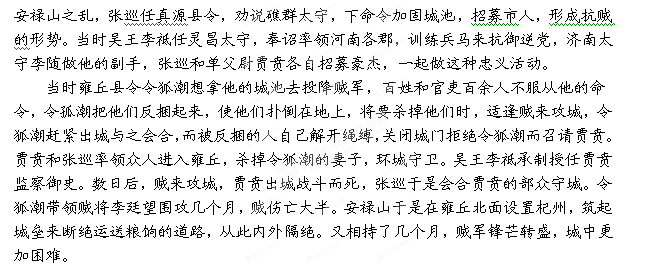 安禄山之乱，张巡任真源县令，劝说谯群太守，下命令加固城池，招募市人，形成抗贼
的形势。当时吴王李祗任灵昌太守，奉诏率领河南各郡，训练兵马来抗御逆党，济南太
守李随做他的副手，张巡和单父尉贾贲各自招募豪杰，一起做这种忠义活动。
当时雍丘县令令狐潮想拿他的城池去投降贼军，百姓和官吏百余人不服从他的命
令，令狐潮把他们反捆起来，使他们扑倒在地上，将要杀掉他们时，适逢贼来攻城，令
狐潮赶紧出城与之会合，而被反捆的人自己解开绳缚，关闭城门拒绝令狐潮而召请贾贲。
贾贲和张巡率领众人进入雍丘，杀掉令狐潮的妻子，环城守卫。吴王李祗承制授任贾贲
监察御史。数日后，贼来攻城，贾贲出城战斗而死，张巡于是会合贾贲的部众守城。令
狐潮带领贼将李廷望围攻几个月，贼伤亡大半。安禄山于是在雍丘北面设置杞州，筑起
城垒来断绝运送粮饷的道路，从此内外隔绝。又相持了几个月，贼军锋芒转盛，城中更
加困难。